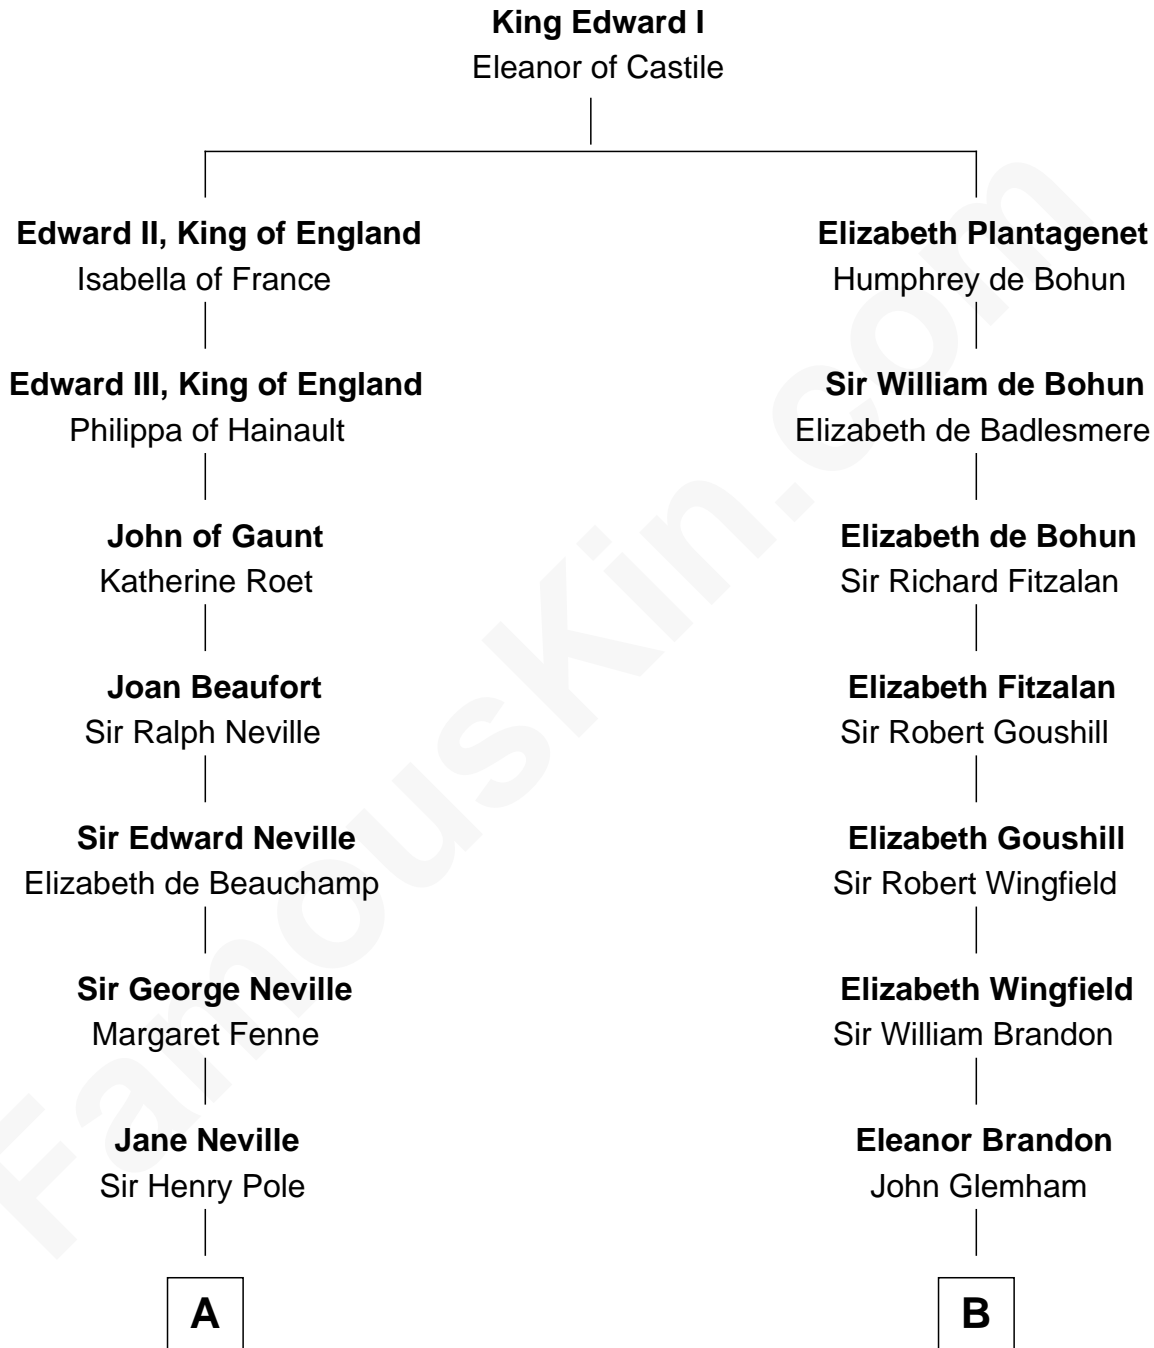 King Edward I
Eleanor of Castile
Edward II, King of England
Isabella of France
Elizabeth Plantagenet
Humphrey de Bohun
Edward III, King of England
Philippa of Hainault
Sir William de Bohun
Elizabeth de Badlesmere
John of Gaunt
Katherine Roet
Elizabeth de Bohun
Sir Richard Fitzalan
Joan Beaufort
Sir Ralph Neville
Elizabeth Fitzalan
Sir Robert Goushill
Sir Edward Neville
Elizabeth de Beauchamp
Elizabeth Goushill
Sir Robert Wingfield
Sir George Neville
Margaret Fenne
Elizabeth Wingfield
Sir William Brandon
Jane Neville
Sir Henry Pole
Eleanor Brandon
John Glemham
A
B
FamousKin.com